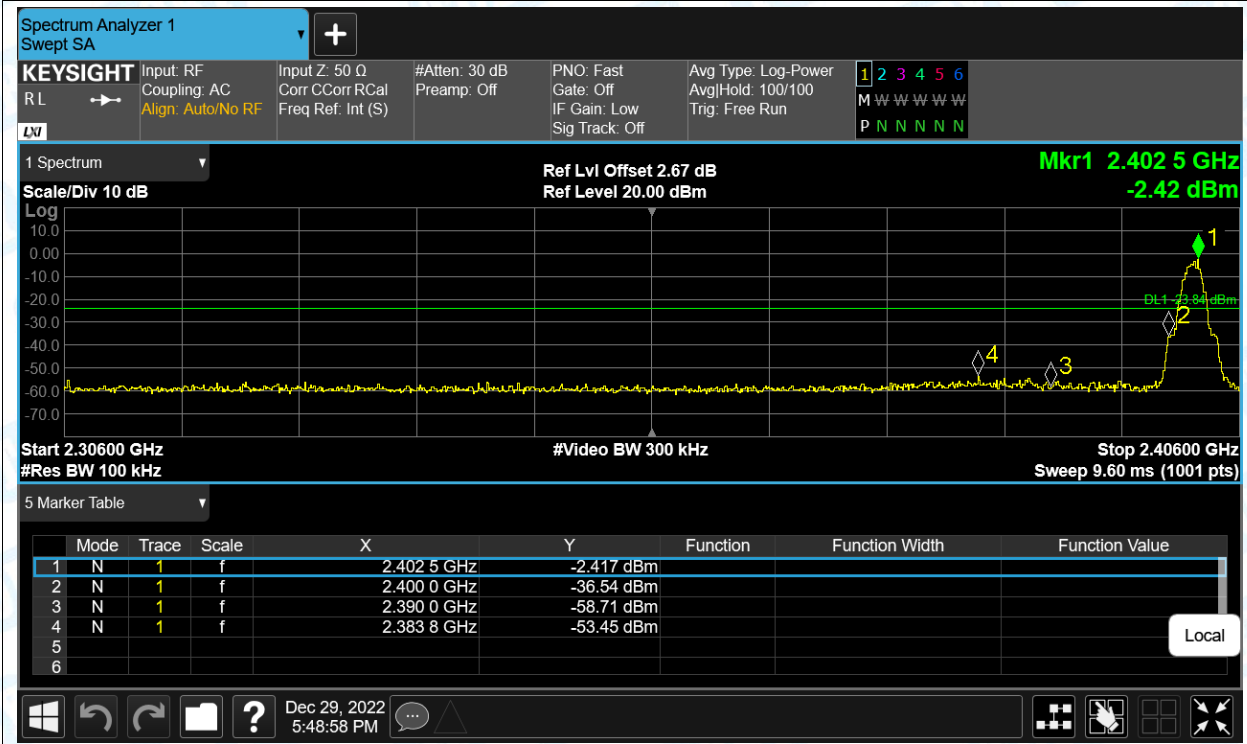 Spectrum Analyzer 1
Swept SA
+
KEYSIGHT
R L
LXI
Input: RF
Coupling: AC
Align: Auto/No RF
Input Z: 50 Ω
Corr CCorr RCal
Freq Ref: Int (S)
#Atten: 30 dB
Preamp: Off
PNO: Fast
Gate: Off
IF Gain: Low
Sig Track: Off
Avg Type: Log-Power
Avg|Hold: 100/100
Trig: Free Run
1 2 3 4 5 6
M W W W W W
P N N N N N
1 Spectrum
Scale/Div 10 dB
Ref Lvl Offset 2.67 dB
Ref Level 20.00 dBm
Mkr1 2.402 5 GHz
-2.42 dBm
Log
10.0
0.00
-10.0
-20.0
-30.0
-40.0
-50.0
-60.0
-70.0
1
DL1 -23.84 dBm
2
4
3
Start 2.30600 GHz
#Video BW 300 kHz
Stop 2.40600 GHz
#Res BW 100 kHz
Sweep 9.60 ms (1001 pts)
5 Marker Table
Mode Trace Scale X Y Function Function Width Function Value
1 N 1 f 2.402 5 GHz -2.417 dBm
2 N 1 f 2.400 0 GHz -36.54 dBm
3 N 1 f 2.390 0 GHz -58.71 dBm
4 N 1 f 2.383 8 GHz -53.45 dBm
5
6
Local
?
Dec 29, 2022
5:48:58 PM